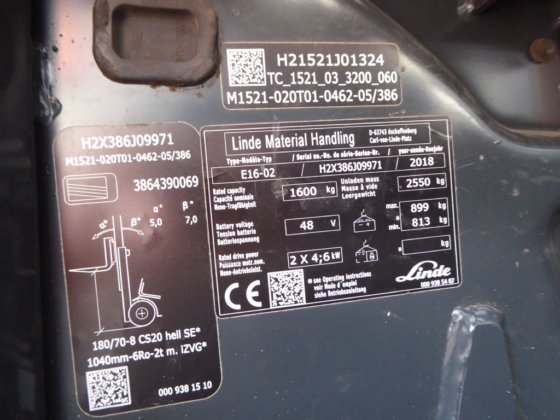 H21521J01324
TC_1521_03_3200_060
M1521-020T01-0462-05/386
H2X386J09971
M1521-020T01-0462-05/386
3864390069
α° β°
5,0 7,0
180/70-8 CS20 hell SE*
1040mm-6Ro-2t m. IZVG*
000 938 15 10
Linde Material Handling
D-63743 Aschaffenburg
Carl-von-Linde-Platz
Type-Modèle-Typ / Serial no.-No. de série-Serien-Nr. / year-année-Baujahr
E16-02 H2X386J09971 2018
Rated capacity
Capacité nominale
Nenn-Tragfähigkeit
1600 kg
Unladen mass
Masse à vide
Leergewicht
2550 kg
Battery voltage
Tension batterie
Batteriespannung
48 V
max 899 kg
min 813 kg
Rated drive power
Puissance motr.nom.
Nenn-Antriebsleist.
2 X 4;6 kW
kg
CE
* see Operating instructions
voir Mode d'emploi
siehe Betriebsanleitung
Linde
000 938 54 87